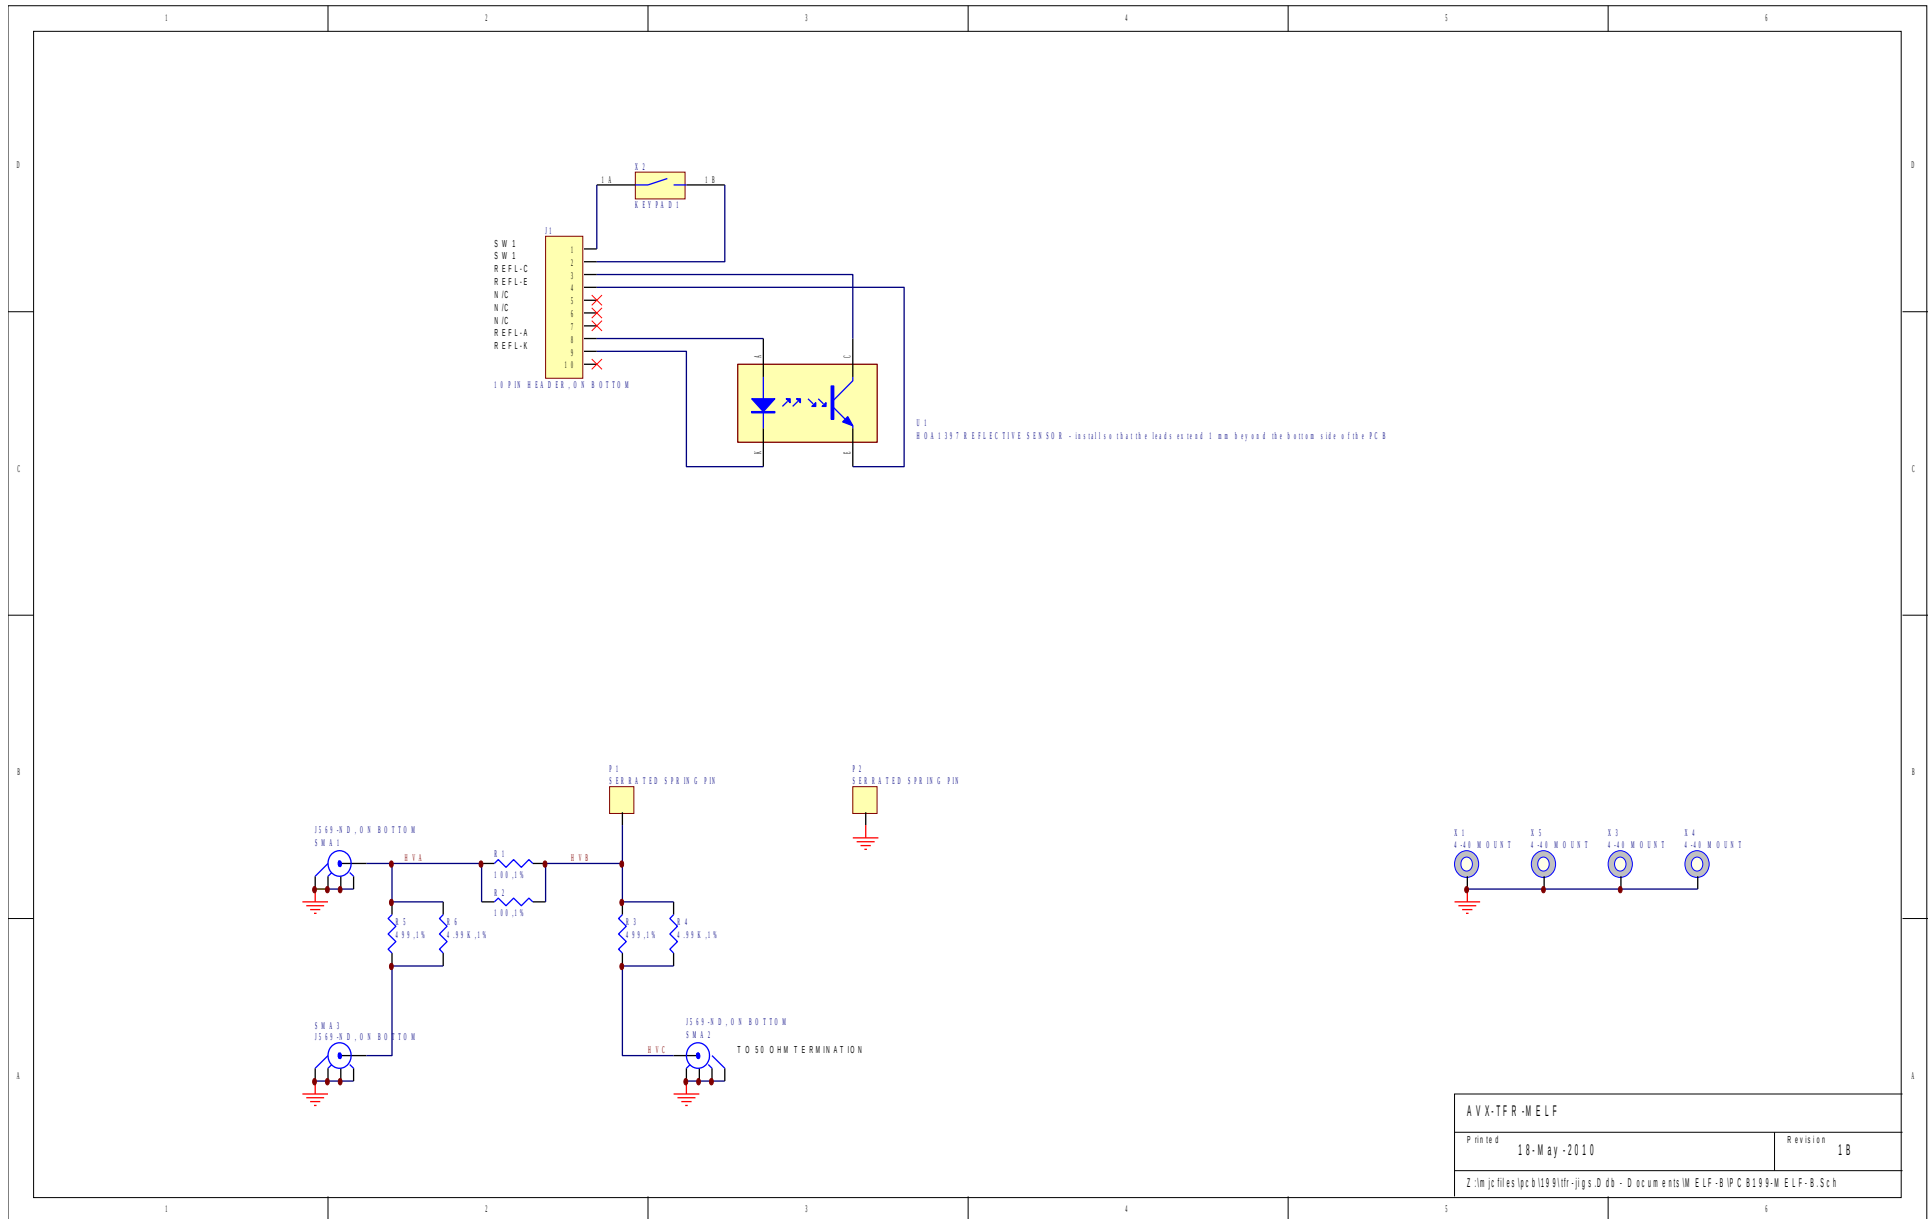 1 2 3 4 5 6
D D
X2
1A 1B
KEYPAD1
J1
SW1 1
SW1 2
REFL-C 3
REFL-E 4
N/C 5
N/C 6
N/C 7
REFL-A 8
REFL-K 9
10
10 PIN HEADER, ON BOTTOM
A C
K E
U1
HOA1397 REFLECTIVE SENSOR - install so that the leads extend 1 mm beyond the bottom side of the PCB
C C
B B
P1
SERRATED SPRING PIN
P2
SERRATED SPRING PIN
J569-ND, ON BOTTOM
SMA1
HVA
R1
100, 1%
HVB
R2
100, 1%
R5
499, 1%
R6
4.99K, 1%
R3
499, 1%
R4
4.99K, 1%
X1
4-40 MOUNT
X5
4-40 MOUNT
X3
4-40 MOUNT
X4
4-40 MOUNT
SMA3
J569-ND, ON BOTTOM
J569-ND, ON BOTTOM
SMA2
HVC
TO 50 OHM TERMINATION
A A
AVX-TFR-MELF
Printed 18-May-2010
Revision 1B
Z:\mjcfiles\pcb\199\tfr-jigs.Ddb - Documents\MELF-B\PCB199-MELF-B.Sch
1 2 3 4 5 6